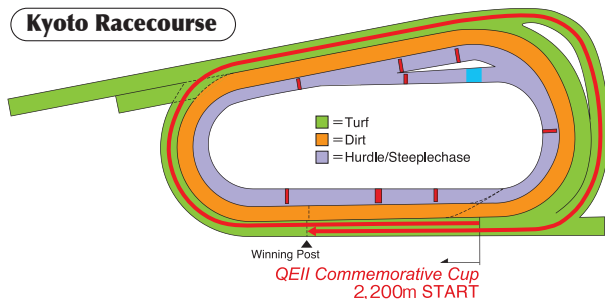 Kyoto Racecourse
=Turf
=Dirt
=Hurdle/Steeplechase
Winning Post
QEII Commemorative Cup
2,200m START